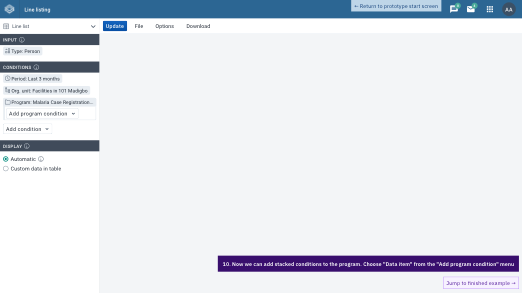 Line listing
← Return to prototype start screen
AA
Line list
Update
File
Options
Download
INPUT
Type: Person
CONDITIONS
Period: Last 3 months
Org. unit: Facilities in 101 Madigbo
Program: Malaria Case Registration...
Add program condition
Add condition
DISPLAY
Automatic
Custom data in table
10. Now we can add stacked conditions to the program. Choose "Data item" from the "Add program condition" menu
Jump to finished example →